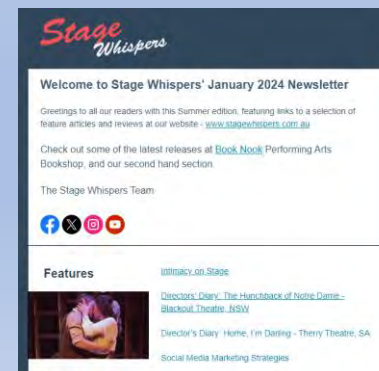 Stage
Whispers
Welcome to Stage Whispers' January 2024 Newsletter
Greetings to all our readers with this Summer edition, featuring links to a selection of
feature articles and reviews at our website - www.stagewhispers.com.au
Check out some of the latest releases at Book Nook Performing Arts
Bookshop, and our second hand section
The Stage Whispers Team
Features
Intimacy on Stage
Directors' Diary: The Hunchback of Notre Dame -
Blackout Theatre, NSW
Director's Diary: Home, I'm Darling - Therry Theatre, SA
Social Media Marketing Strategies